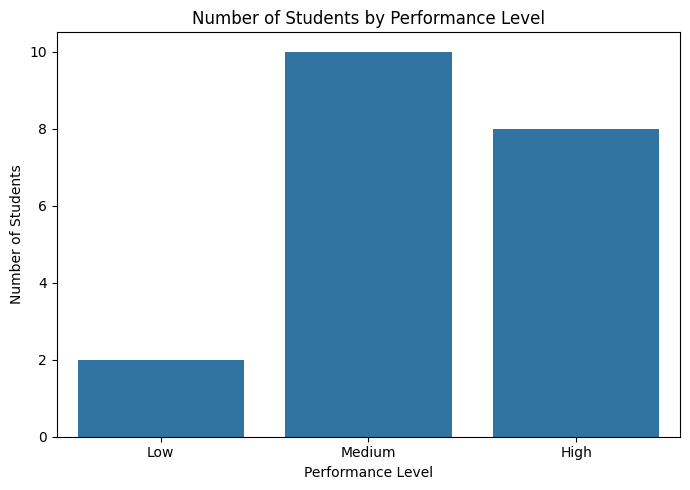 Number of Students by Performance Level
10
8
6
4
2
0
Number of Students
Low Medium High
Performance Level